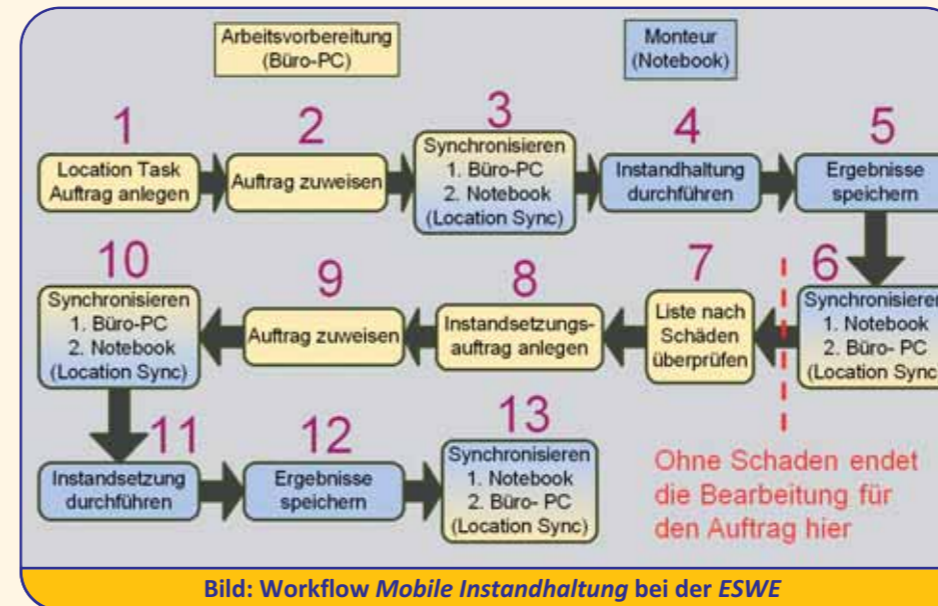 Arbeitsvorbereitung
(Büro-PC)
Monteur
(Notebook)
1
Location Task
Auftrag anlegen
2
Auftrag zuweisen
3
Synchronisieren
1. Büro-PC
2. Notebook
(Location Sync)
4
Instandhaltung
durchführen
5
Ergebnisse
speichern
6
Synchronisieren
1. Notebook
2. Büro- PC
(Location Sync)
7
Liste nach
Schäden
überprüfen
8
Instandsetzungs-
auftrag anlegen
9
Auftrag zuweisen
10
Synchronisieren
1. Büro-PC
2. Notebook
(Location Sync)
11
Instandsetzung
durchführen
12
Ergebnisse
speichern
13
Synchronisieren
1. Notebook
2. Büro- PC
(Location Sync)
Ohne Schaden endet
die Bearbeitung für
den Auftrag hier
Bild: Workflow Mobile Instandhaltung bei der ESWE